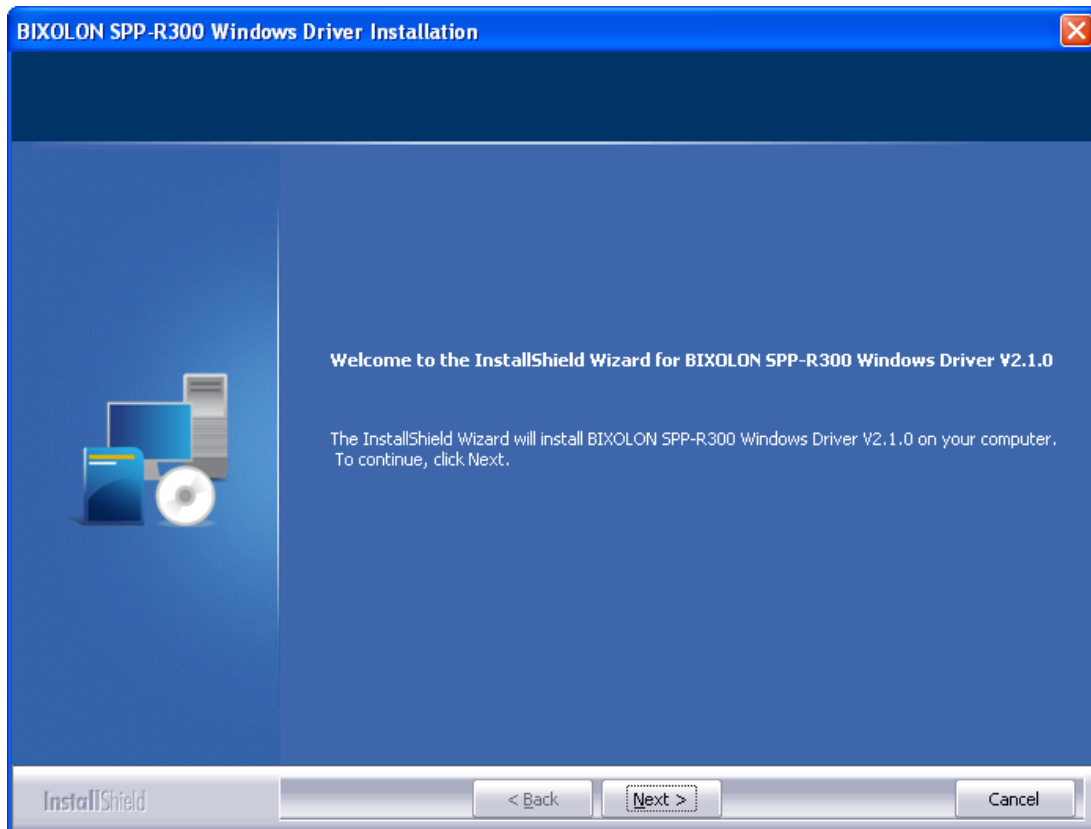 BIXOLON SPP-R300 Windows Driver Installation
Welcome to the InstallShield Wizard for BIXOLON SPP-R300 Windows Driver V2.1.0
The InstallShield Wizard will install BIXOLON SPP-R300 Windows Driver V2.1.0 on your computer.
To continue, click Next.
InstallShield
< Back
Next >
Cancel